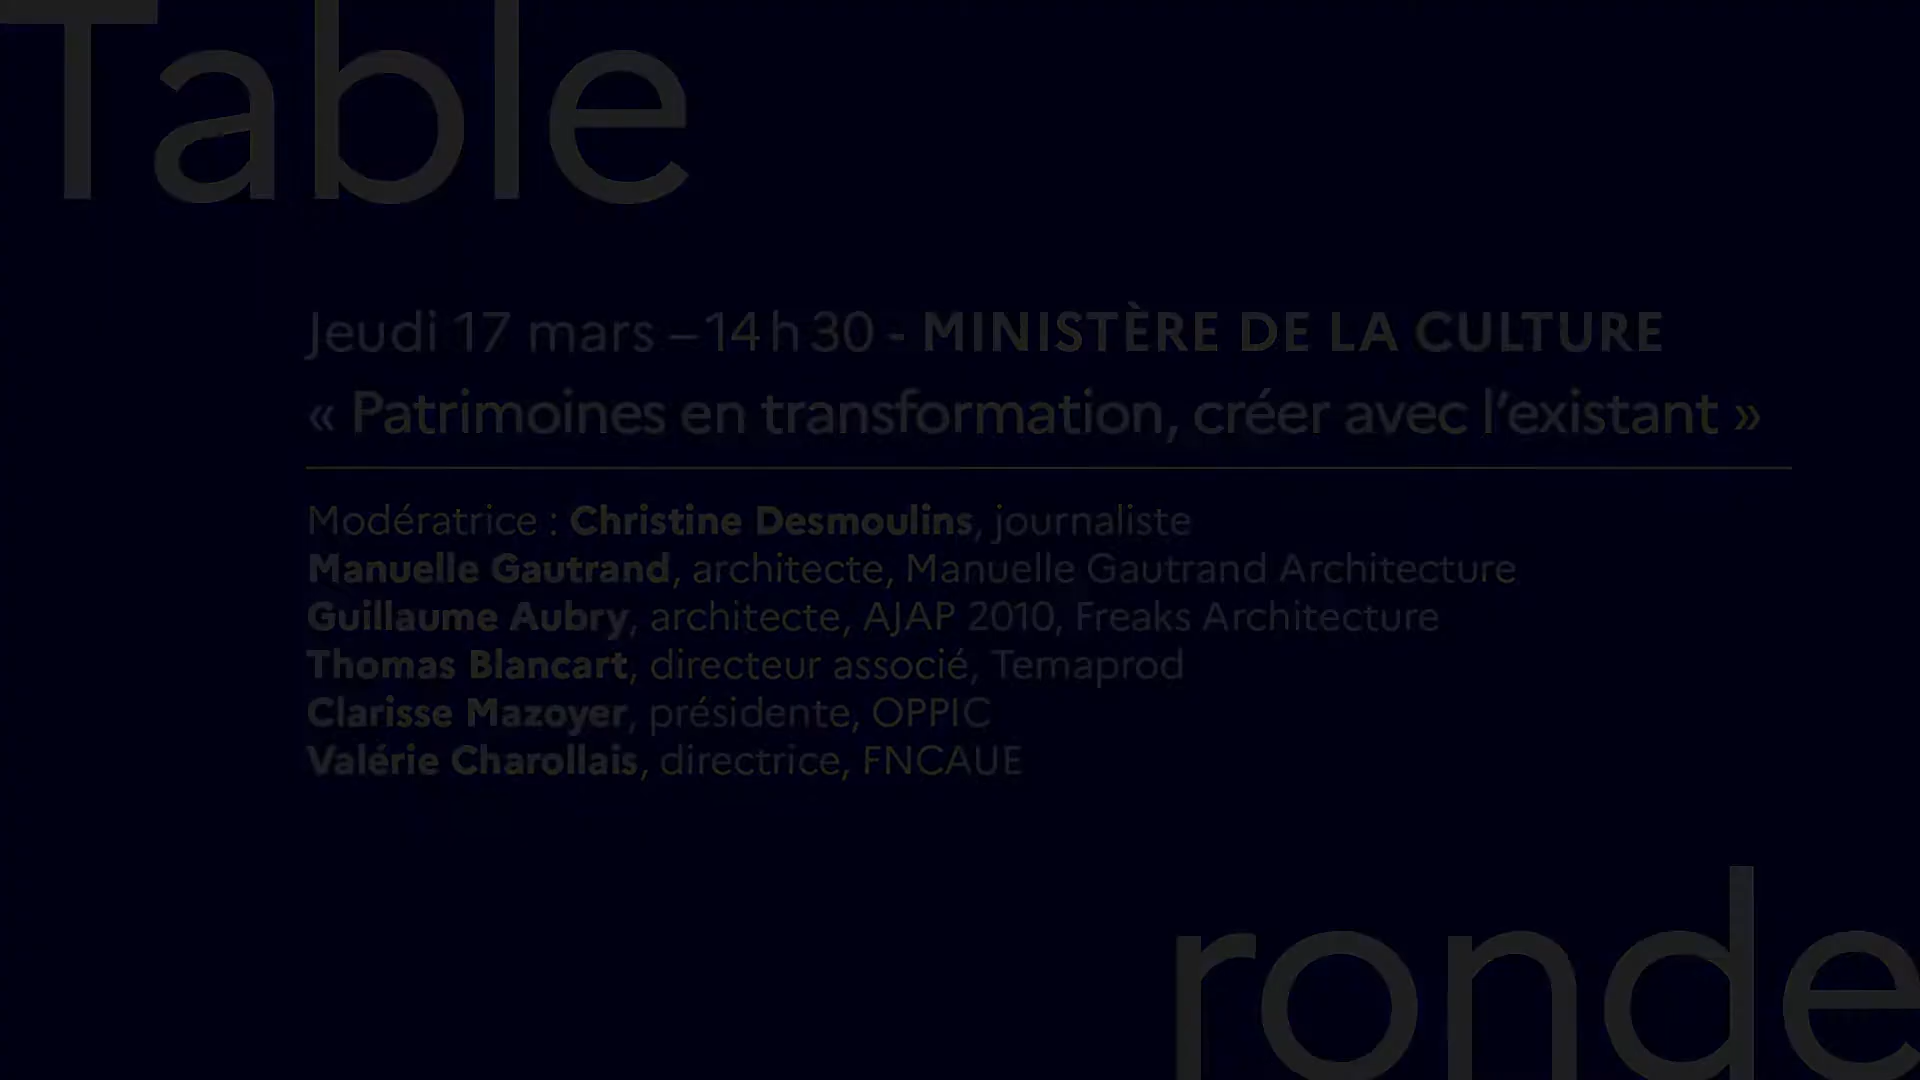 Table
Jeudi 17 mars – 14 h 30 - MINISTÈRE DE LA CULTURE
« Patrimoines en transformation, créer avec l’existant »
Modératrice : Christine Desmoulins, journaliste
Manuelle Gautrand, architecte, Manuelle Gautrand Architecture
Guillaume Aubry, architecte, AJAP 2010, Freaks Architecture
Thomas Blancart, directeur associé, Temaprod
Clarisse Mazoyer, présidente, OPPIC
Valérie Charollais, directrice, FNCAUE
ronde